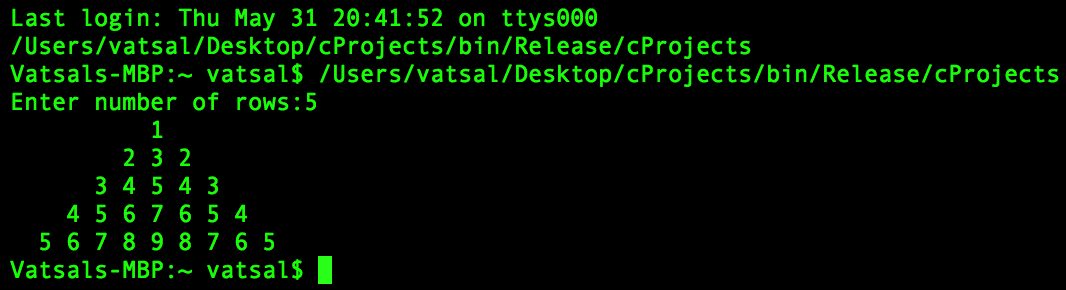 Last login: Thu May 31 20:41:52 on ttys000
/Users/vatsal/Desktop/cProjects/bin/Release/cProjects
Vatsals-MBP:~ vatsal$ /Users/vatsal/Desktop/cProjects/bin/Release/cProjects
Enter number of rows:5
          1
        2 3 2
      3 4 5 4 3
    4 5 6 7 6 5 4
  5 6 7 8 9 8 7 6 5
Vatsals-MBP:~ vatsal$